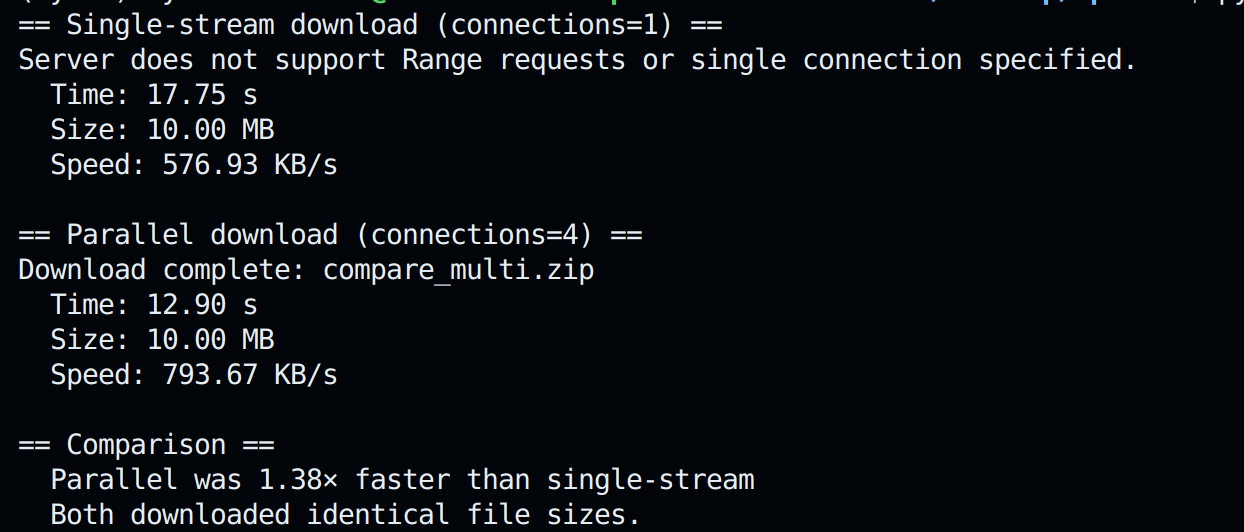 == Single-stream download (connections=1) ==
Server does not support Range requests or single connection specified.
  Time: 17.75 s
  Size: 10.00 MB
  Speed: 576.93 KB/s

== Parallel download (connections=4) ==
Download complete: compare_multi.zip
  Time: 12.90 s
  Size: 10.00 MB
  Speed: 793.67 KB/s

== Comparison ==
  Parallel was 1.38× faster than single-stream
  Both downloaded identical file sizes.